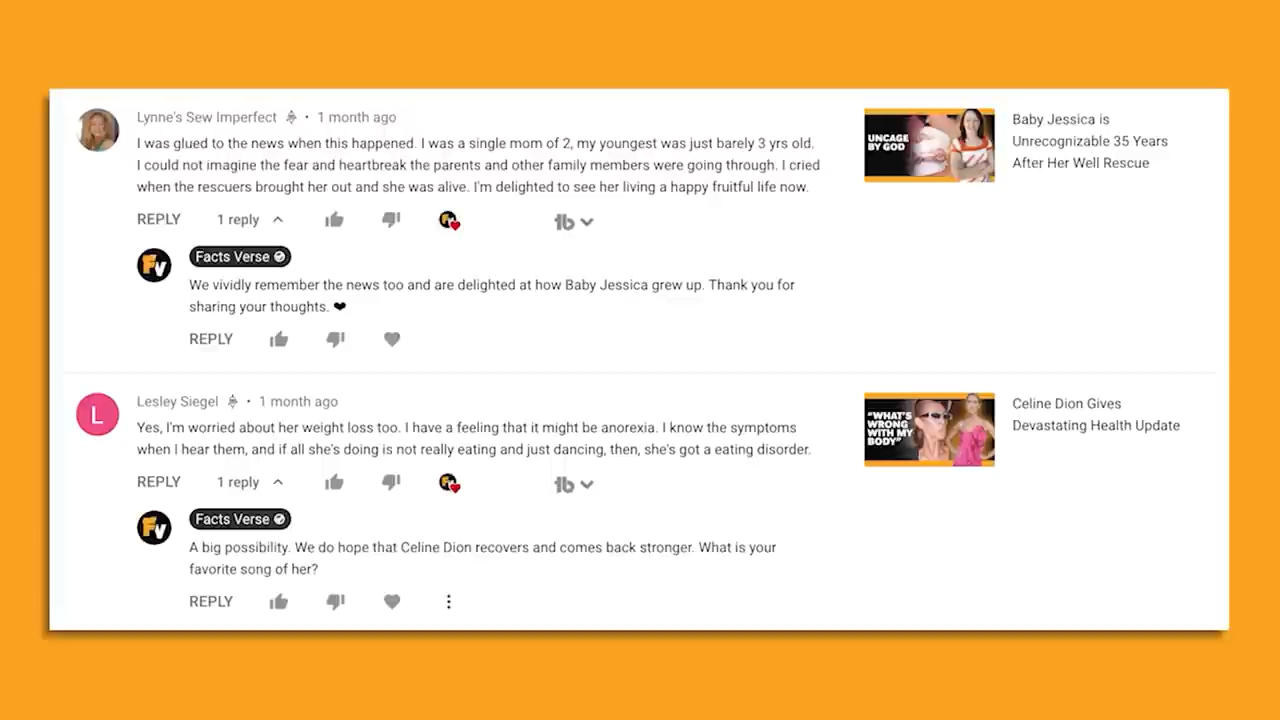 Lynne's Sew Imperfect • 1 month ago
I was glued to the news when this happened. I was a single mom of 2, my youngest was just barely 3 yrs old.
I could not imagine the fear and heartbreak the parents and other family members were going through. I cried
when the rescuers brought her out and she was alive. I'm delighted to see her living a happy fruitful life now.
REPLY 1 reply
tb
Fv
Facts Verse
We vividly remember the news too and are delighted at how Baby Jessica grew up. Thank you for
sharing your thoughts. ❤
REPLY
UNCAGE
BY GOD
Baby Jessica is
Unrecognizable 35 Years
After Her Well Rescue
L
Lesley Siegel • 1 month ago
Yes, I'm worried about her weight loss too. I have a feeling that it might be anorexia. I know the symptoms
when I hear them, and if all she's doing is not really eating and just dancing, then, she's got a eating disorder.
REPLY 1 reply
tb
Fv
Facts Verse
A big possibility. We do hope that Celine Dion recovers and comes back stronger. What is your
favorite song of her?
REPLY
"WHAT'S
WRONG
WITH MY
BODY"
Celine Dion Gives
Devastating Health Update